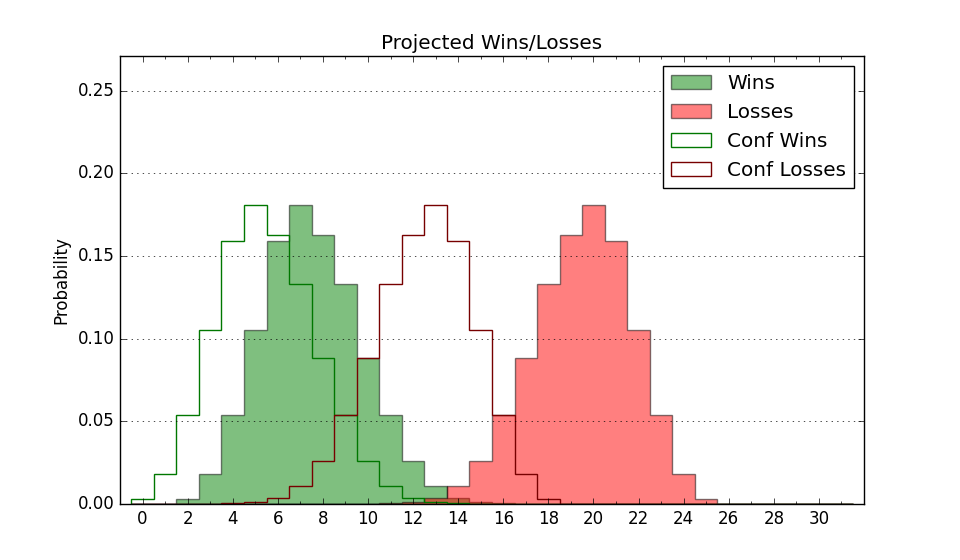 Projected Wins/Losses
Wins
Losses
Conf Wins
Conf Losses
Probability
0.25
0.20
0.15
0.10
0.05
0.00
0 2 4 6 8 10 12 14 16 18 20 22 24 26 28 30